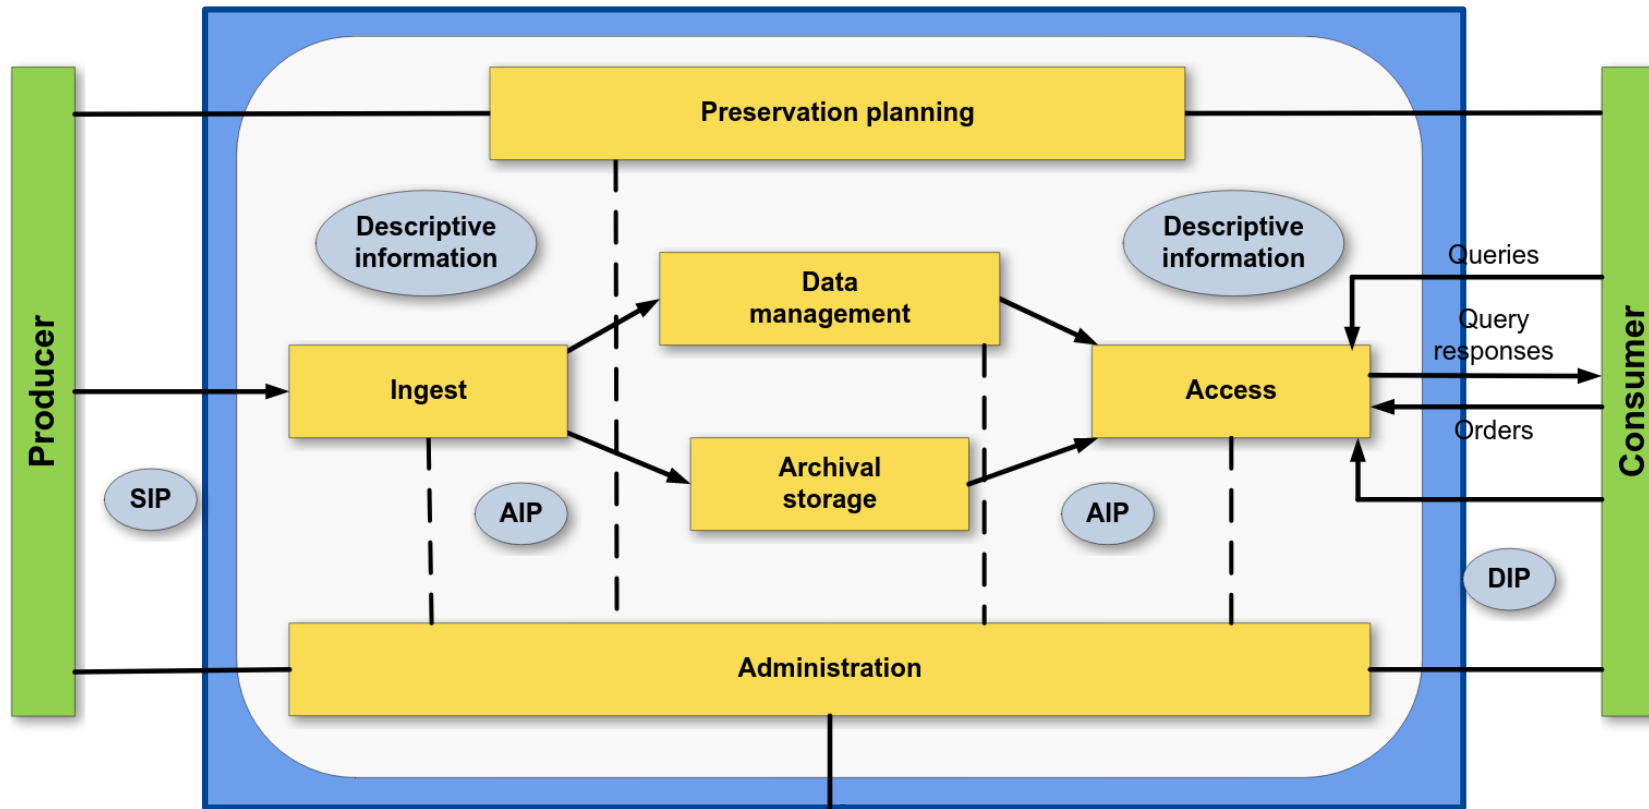 Preservation planning
Descriptive
information
Descriptive
information
Data
management
Queries
Query
responses
Producer
Ingest
Access
Consumer
Orders
Archival
storage
SIP
AIP
AIP
DIP
Administration